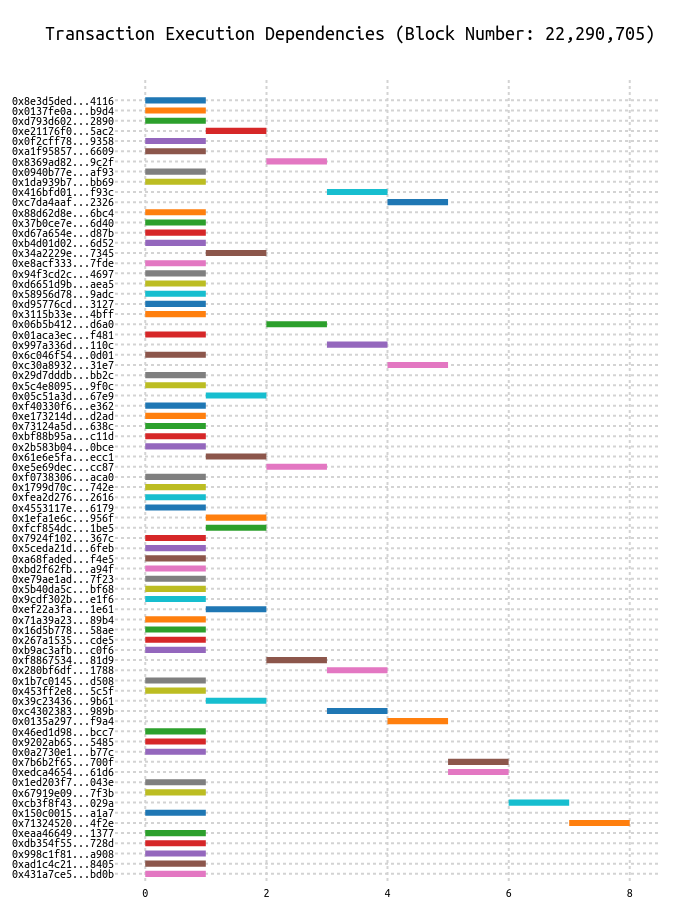 Transaction Execution Dependencies (Block Number: 22,290,705)
0x8e3d5ded...4116
0x0137fe0a...b9d4
0xd793d602...2890
0xe21176f0...5ac2
0x0f2cff78...9358
0xa1f95857...6609
0x8369ad82...9c2f
0x0940b77e...af93
0x1da939b7...bb69
0x416bfd01...f93c
0xc7da4aaf...2326
0x88d62d8e...6bc4
0x37b0ce7e...6d40
0xd67a654e...d87b
0xb4d01d02...6d52
0x34a2229e...7345
0xe8acf333...7fde
0x94f3cd2c...4697
0xd6651d9b...aea5
0x58956d78...9adc
0xd95776cd...3127
0x3115b33e...4bff
0x06b5b412...d6a0
0x01aca3ec...f481
0x997a336d...110c
0x6c046f54...0d01
0xc30a8932...31e7
0x29d7dddb...bb2c
0x5c4e8095...9f0c
0x05c51a3d...67e9
0xf40330f6...e362
0xe173214d...d2ad
0x73124a5d...638c
0xbf88b95a...c11d
0x2b583b04...0bce
0x61e6e5fa...ecc1
0xe5e69dec...cc87
0xf0738306...aca0
0x1799d70c...742e
0xfea2d276...2616
0x4553117e...6179
0x1efa1e6c...956f
0xfcf854dc...1be5
0x7924f102...367c
0x5ceda21d...6feb
0xa68faded...f4e5
0xbd2f62fb...a94f
0xe79ae1ad...7f23
0x5b40da5c...bf68
0x9cdf302b...e1f6
0xef22a3fa...1e61
0x71a39a23...89b4
0x16d5b778...58ae
0x267a1535...cde5
0xb9ac3afb...c0f6
0xf8867534...81d9
0x280bf6df...1788
0x1b7c0145...d508
0x453ff2e8...5c5f
0x39c23436...9b61
0xc4302383...989b
0x0135a297...f9a4
0x46ed1d98...bcc7
0x9202ab65...5485
0x0a2730e1...b77c
0x7b6b2f65...700f
0xedca4654...61d6
0x1ed203f7...043e
0x67919e09...7f3b
0xcb3f8f43...029a
0x150c0015...a1a7
0x71324520...4f2e
0xeaa46649...1377
0xdb354f55...728d
0x998c1f81...a908
0xad1c4c21...8405
0x431a7ce5...bd0b
0 2 4 6 8